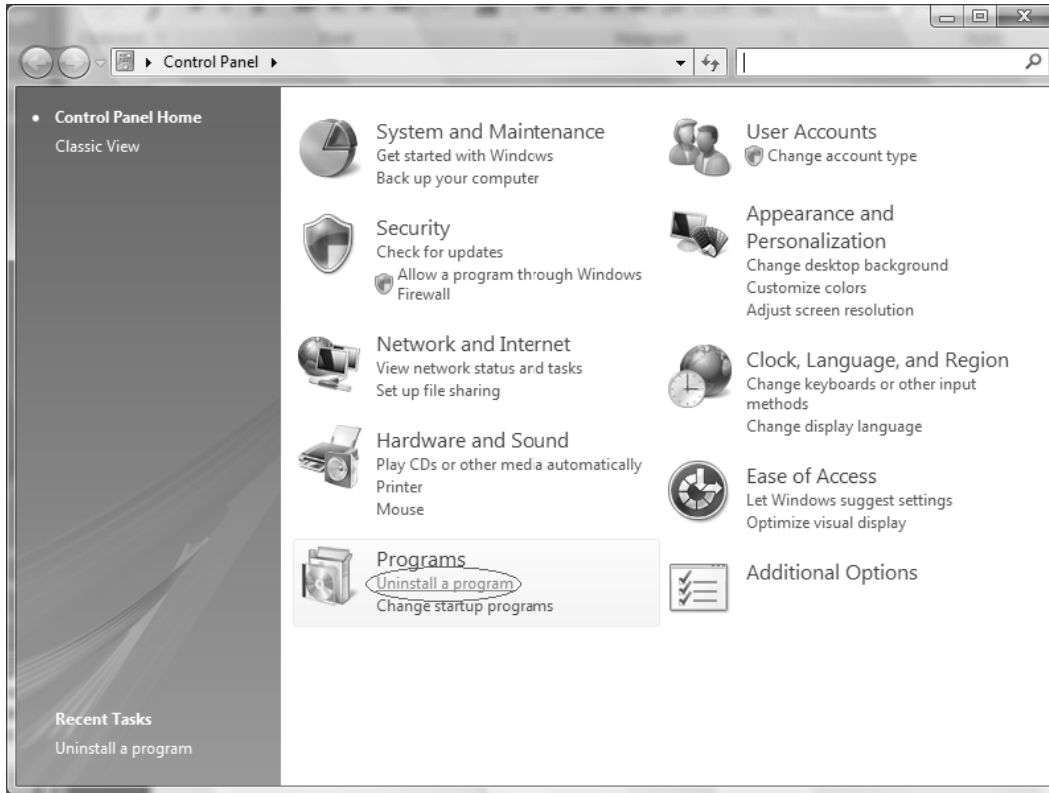 Control Panel
Control Panel Home
Classic View
System and Maintenance
Get started with Windows
Back up your computer
Security
Check for updates
Allow a program through Windows
Firewall
Network and Internet
View network status and tasks
Set up file sharing
Hardware and Sound
Play CDs or other media automatically
Printer
Mouse
Programs
Uninstall a program
Change startup programs
User Accounts
Change account type
Appearance and
Personalization
Change desktop background
Customize colors
Adjust screen resolution
Clock, Language, and Region
Change keyboards or other input
methods
Change display language
Ease of Access
Let Windows suggest settings
Optimize visual display
Additional Options
Recent Tasks
Uninstall a program